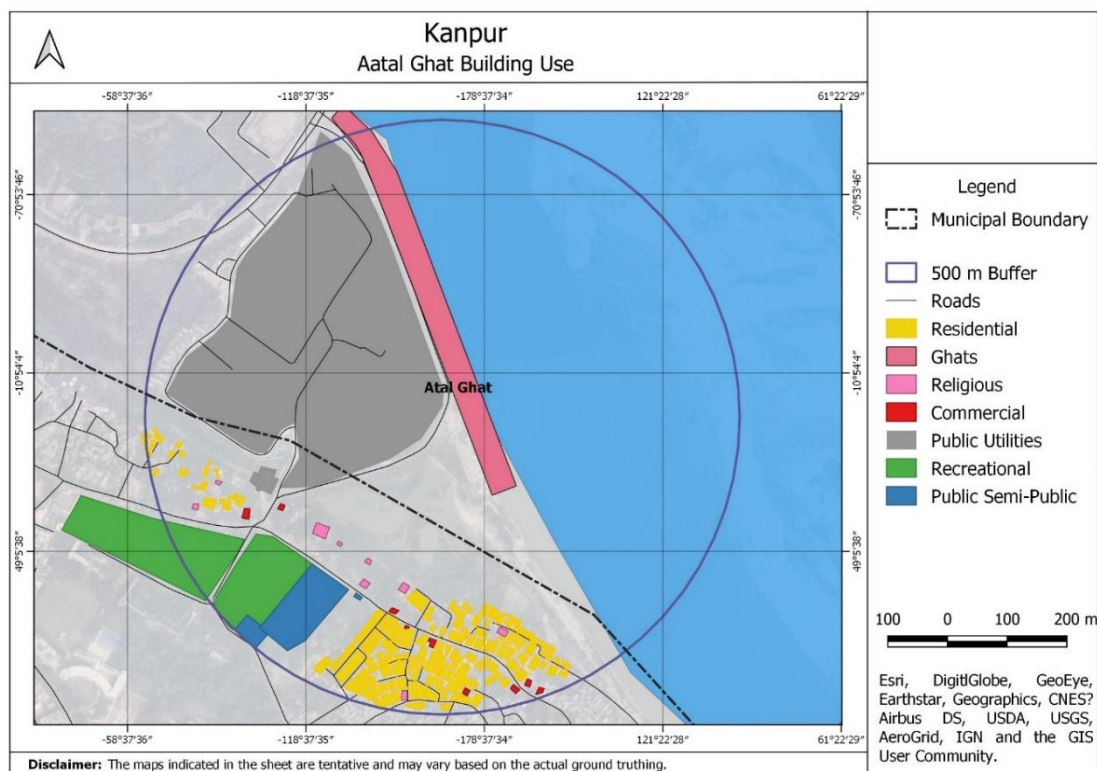 Kanpur
Aatal Ghat Building Use
-58°37'36" -118°37'35" -178°37'34" 121°22'28" 61°22'29"
-70°53'46" -70°53'46"
-10°54'4" -10°54'4"
49°5'38" 49°5'38"
Atal Ghat
-58°37'36" -118°37'35" -178°37'34" 121°22'28" 61°22'29"
Legend
Municipal Boundary
500 m Buffer
Roads
Residential
Ghats
Religious
Commercial
Public Utilities
Recreational
Public Semi-Public
100 0 100 200 m
Esri, DigitlGlobe, GeoEye,
Earthstar, Geographics, CNES?
Airbus DS, USDA, USGS,
AeroGrid, IGN and the GIS
User Community.
Disclaimer: The maps indicated in the sheet are tentative and may vary based on the actual ground truthing.